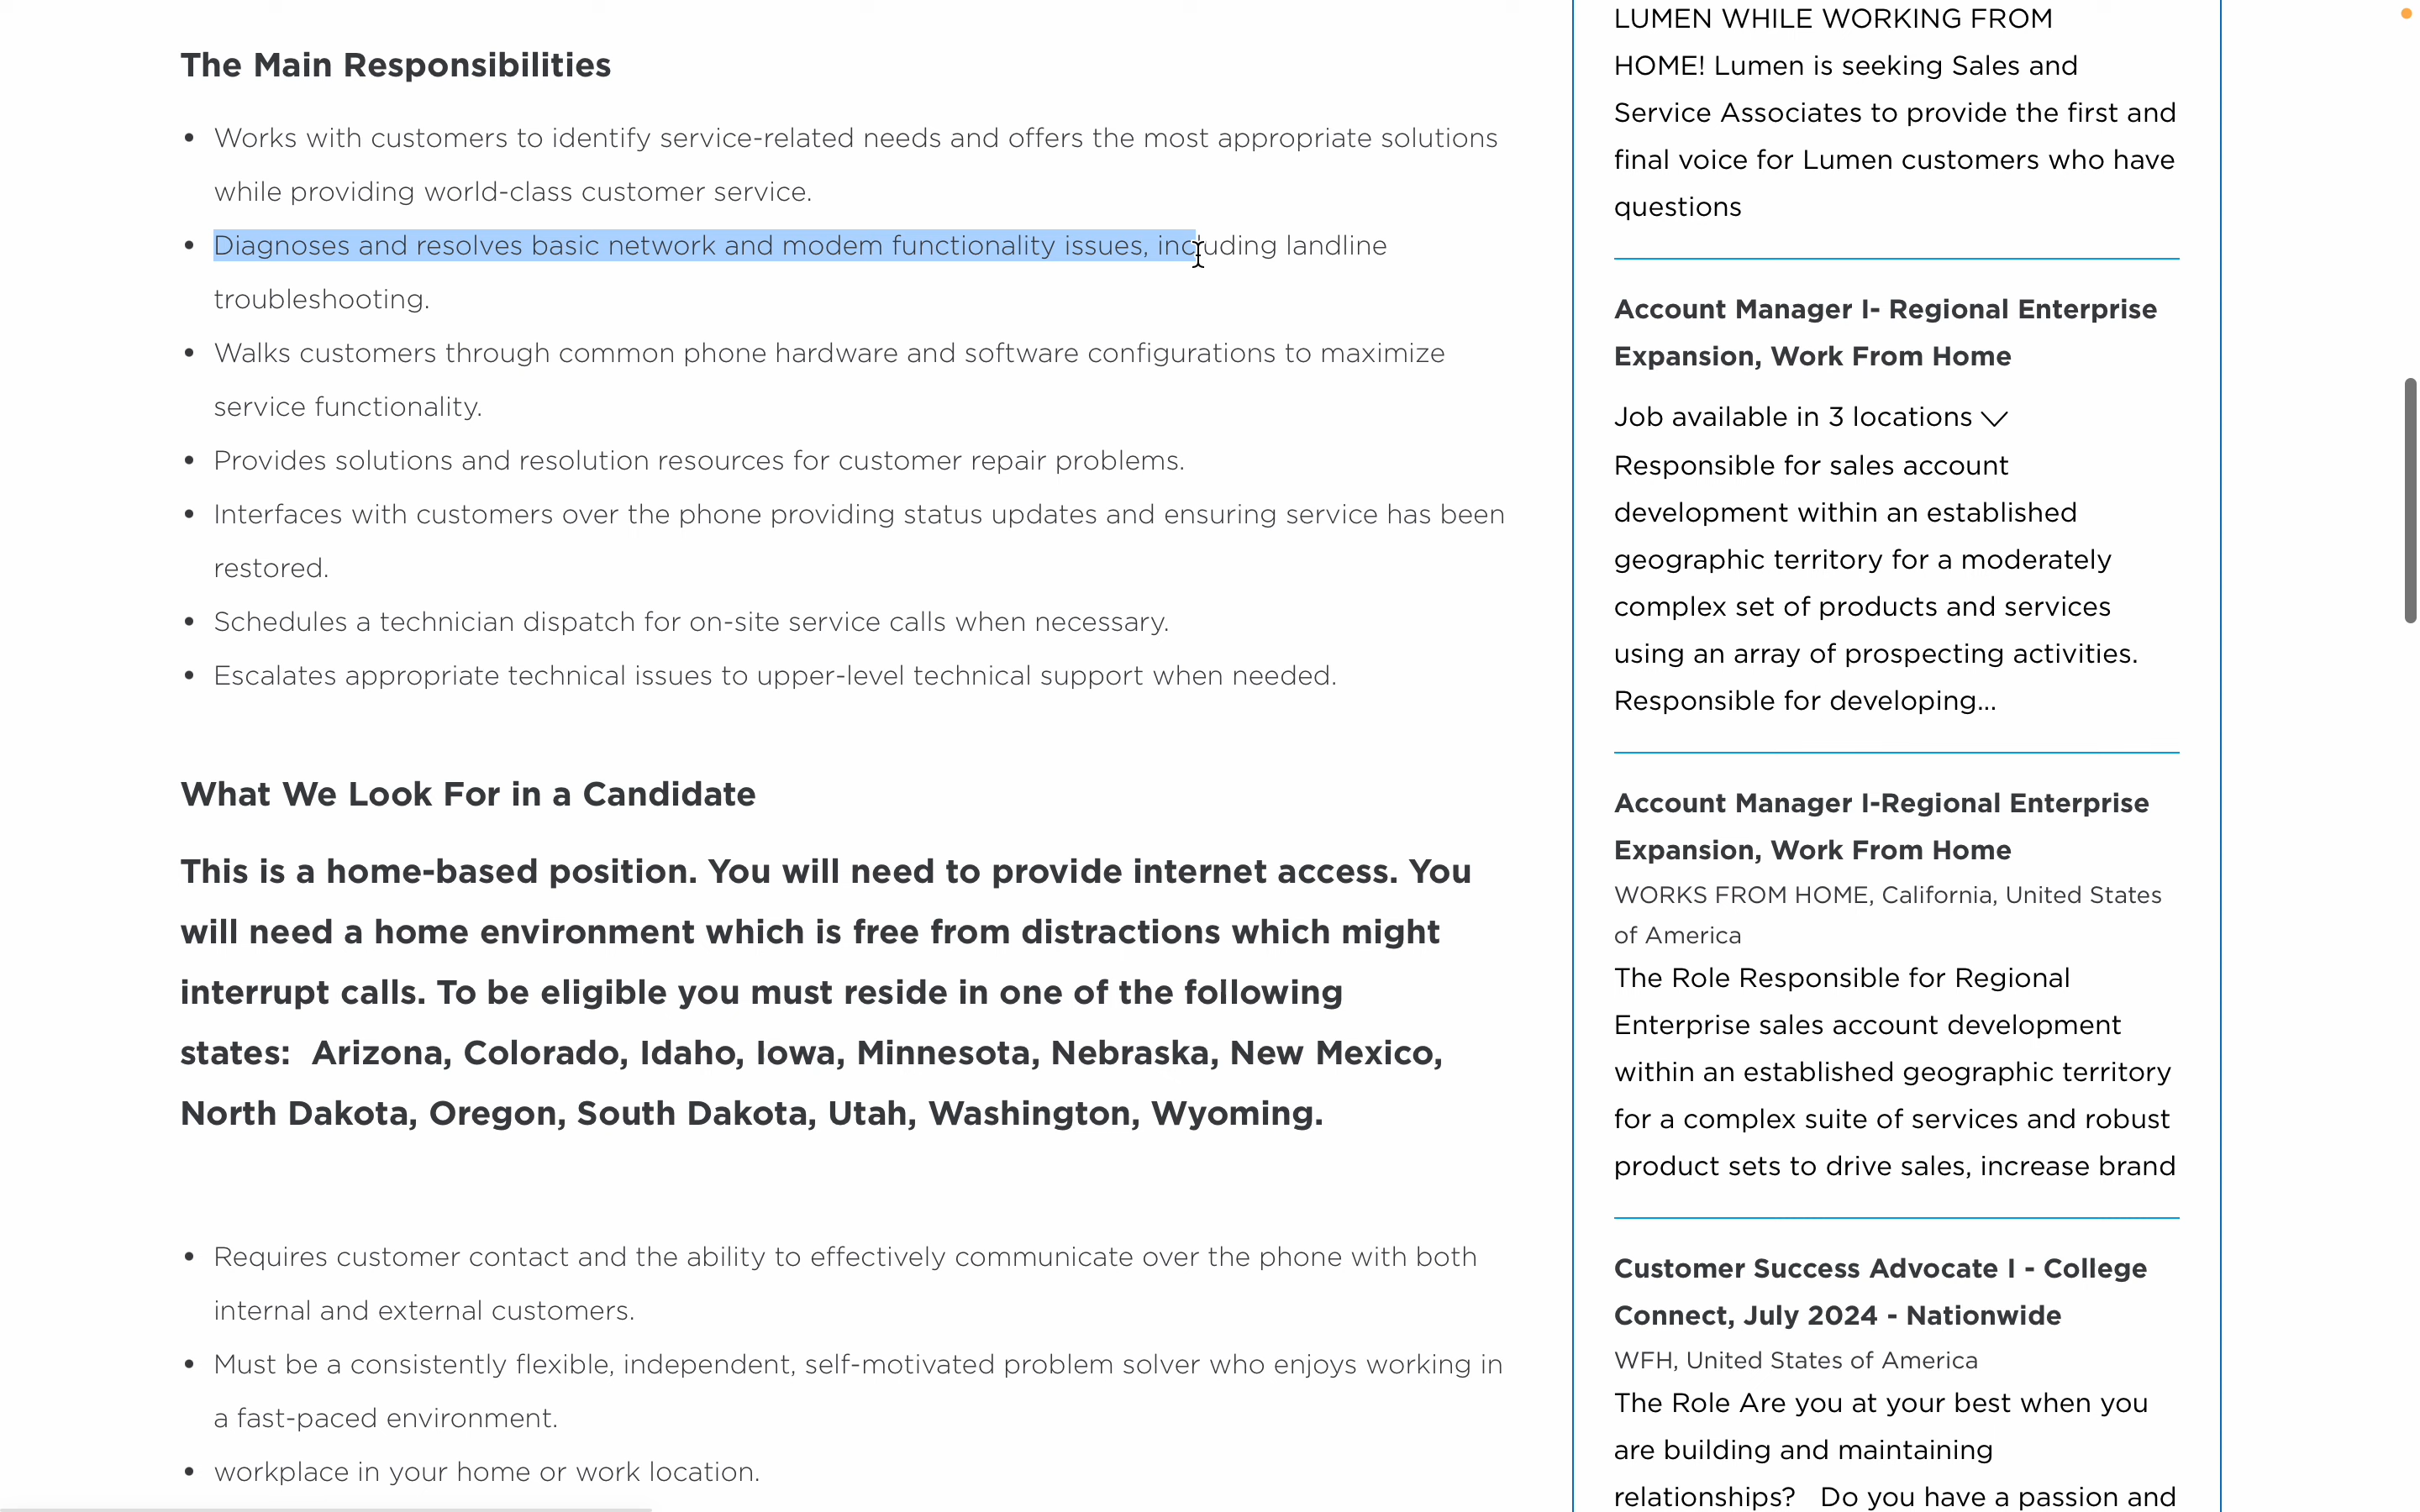 The Main Responsibilities
• Works with customers to identify service-related needs and offers the most appropriate solutions
while providing world-class customer service.
• Diagnoses and resolves basic network and modem functionality issues, including landline
troubleshooting.
• Walks customers through common phone hardware and software configurations to maximize
service functionality.
• Provides solutions and resolution resources for customer repair problems.
• Interfaces with customers over the phone providing status updates and ensuring service has been
restored.
• Schedules a technician dispatch for on-site service calls when necessary.
• Escalates appropriate technical issues to upper-level technical support when needed.
What We Look For in a Candidate
This is a home-based position. You will need to provide internet access. You
will need a home environment which is free from distractions which might
interrupt calls. To be eligible you must reside in one of the following
states:  Arizona, Colorado, Idaho, Iowa, Minnesota, Nebraska, New Mexico,
North Dakota, Oregon, South Dakota, Utah, Washington, Wyoming.
• Requires customer contact and the ability to effectively communicate over the phone with both
internal and external customers.
• Must be a consistently flexible, independent, self-motivated problem solver who enjoys working in
a fast-paced environment.
• workplace in your home or work location.
LUMEN WHILE WORKING FROM
HOME! Lumen is seeking Sales and
Service Associates to provide the first and
final voice for Lumen customers who have
questions
Account Manager I- Regional Enterprise
Expansion, Work From Home
Job available in 3 locations
Responsible for sales account
development within an established
geographic territory for a moderately
complex set of products and services
using an array of prospecting activities.
Responsible for developing...
Account Manager I-Regional Enterprise
Expansion, Work From Home
WORKS FROM HOME, California, United States
of America
The Role Responsible for Regional
Enterprise sales account development
within an established geographic territory
for a complex suite of services and robust
product sets to drive sales, increase brand
Customer Success Advocate I - College
Connect, July 2024 - Nationwide
WFH, United States of America
The Role Are you at your best when you
are building and maintaining
relationships?   Do you have a passion and